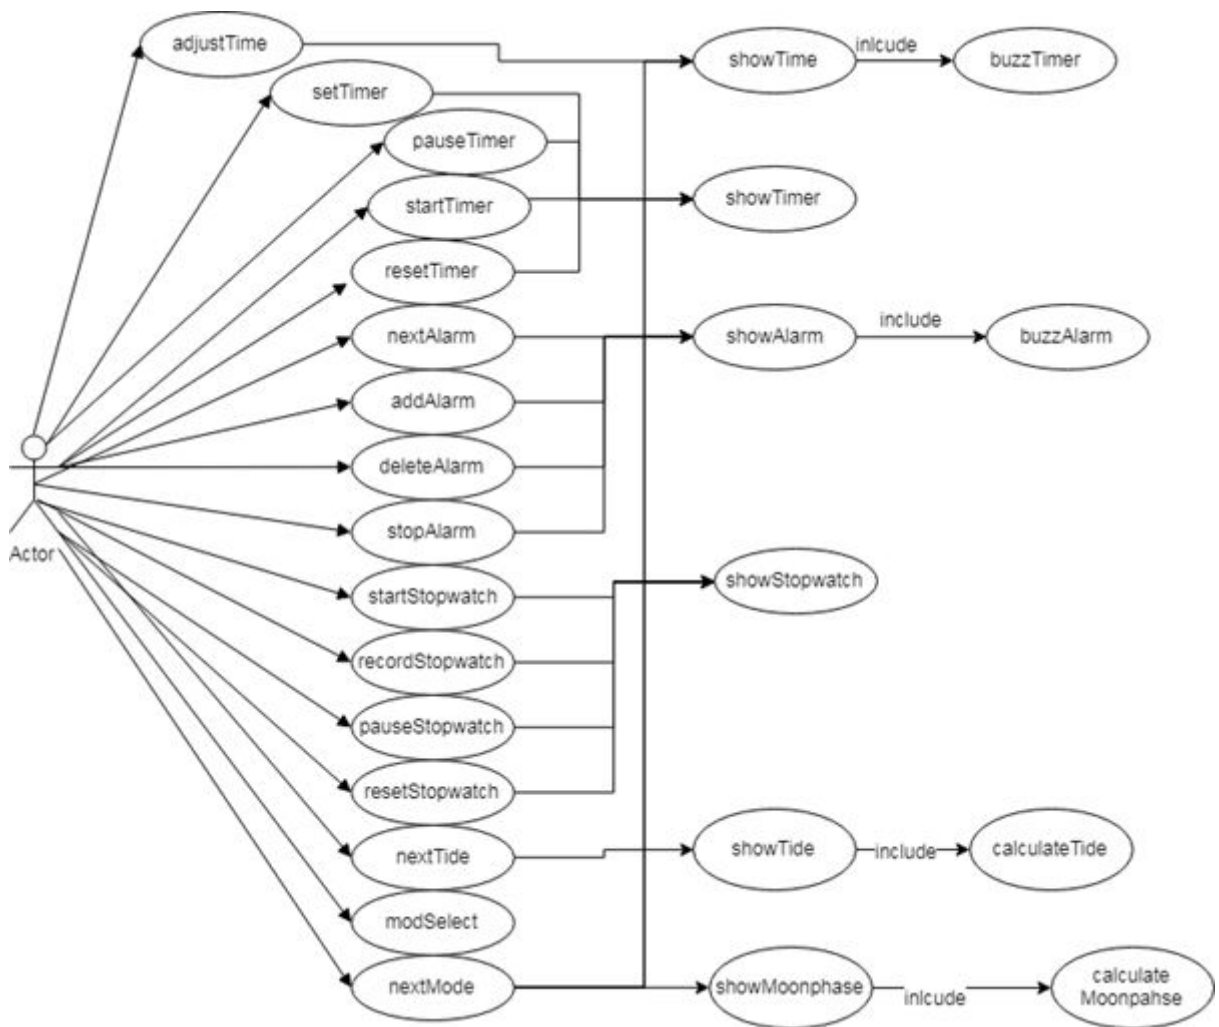 adjustTime
inlcude
showTime
buzzTimer
setTimer
pauseTimer
startTimer
showTimer
resetTimer
nextAlarm
showAlarm
include
buzzAlarm
addAlarm
deleteAlarm
stopAlarm
Actor
startStopwatch
showStopwatch
recordStopwatch
pauseStopwatch
resetStopwatch
nextTide
showTide
include
calculateTide
modSelect
nextMode
showMoonphase
inlcude
calculate
Moonpahse